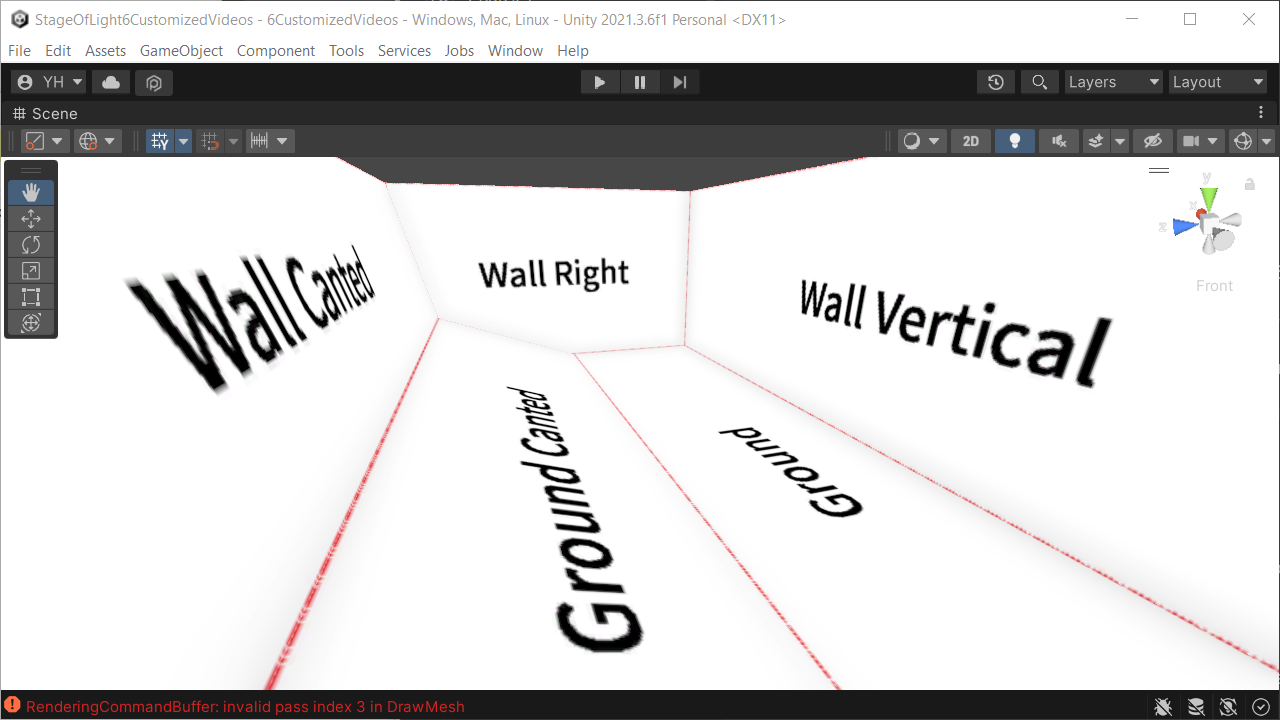 StageOfLight6CustomizedVideos - 6CustomizedVideos - Windows, Mac, Linux - Unity 2021.3.6f1 Personal <DX11>
File Edit Assets GameObject Component Tools Services Jobs Window Help
YH Layers Layout
Scene
2D
y
x
z
Front
Wall Canted
Wall Right
Wall Vertical
Ground Canted
Ground
RenderingCommandBuffer: invalid pass index 3 in DrawMesh